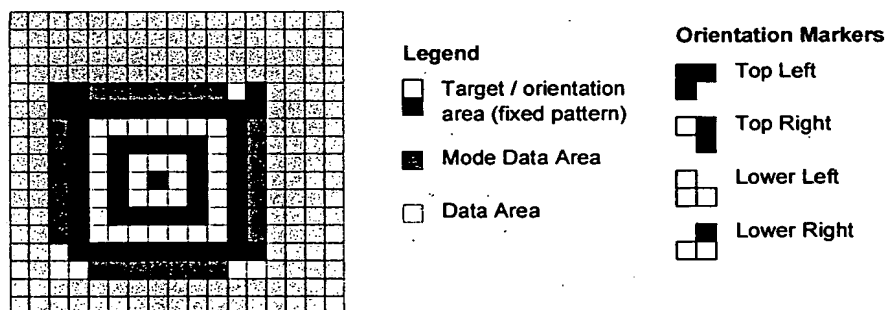 Legend
Target / orientation
area (fixed pattern)
Mode Data Area
Data Area
Orientation Markers
Top Left
Top Right
Lower Left
Lower Right